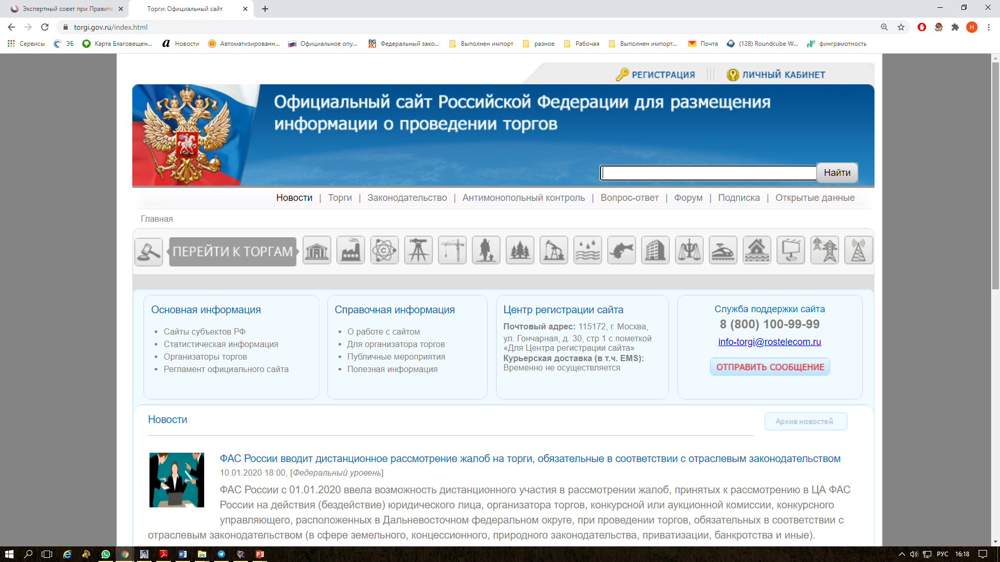 Экспертный совет при Правите
Торги: Официальный сайт
torgi.gov.ru/index.html
Н
Сервисы
ЭБ
Карта Благовещен...
Новости
Автоматизированн...
Официальное опу...
Федеральный зако...
Выполнен импорт
разное
Рабочая
Выполнен импорт...
Почта
(128) Roundcube W...
финграмотность
РЕГИСТРАЦИЯ
ЛИЧНЫЙ КАБИНЕТ
Официальный сайт Российской Федерации для размещения
информации о проведении торгов
Найти
Новости | Торги | Законодательство | Антимонопольный контроль | Вопрос-ответ | Форум | Подписка | Открытые данные
Главная
ПЕРЕЙТИ К ТОРГАМ
Основная информация
• Сайты субъектов РФ
• Статистическая информация
• Организаторы торгов
• Регламент официального сайта
Справочная информация
• О работе с сайтом
• Для организатора торгов
• Публичные мероприятия
• Полезная информация
Центр регистрации сайта
Почтовый адрес: 115172, г. Москва,
ул. Гончарная, д. 30, стр 1 с пометкой
«Для Центра регистрации сайта»
Курьерская доставка (в т.ч. EMS):
Временно не осуществляется
Служба поддержки сайта
8 (800) 100-99-99
info-torgi@rostelecom.ru
ОТПРАВИТЬ СООБЩЕНИЕ
Новости
Архив новостей
ФАС России вводит дистанционное рассмотрение жалоб на торги, обязательные в соответствии с отраслевым законодательством
10.01.2020 18:00, [Федеральный уровень]
ФАС России с 01.01.2020 ввела возможность дистанционного участия в рассмотрении жалоб, принятых к рассмотрению в ЦА ФАС
России на действия (бездействие) юридического лица, организатора торгов, конкурсной или аукционной комиссии, конкурсного
управляющего, расположенных в Дальневосточном федеральном округе, при проведении торгов, обязательных в соответствии с
отраслевым законодательством (в сфере земельного, концессионного, природного законодательства, приватизации, банкротства и иные).
РУС
16:18